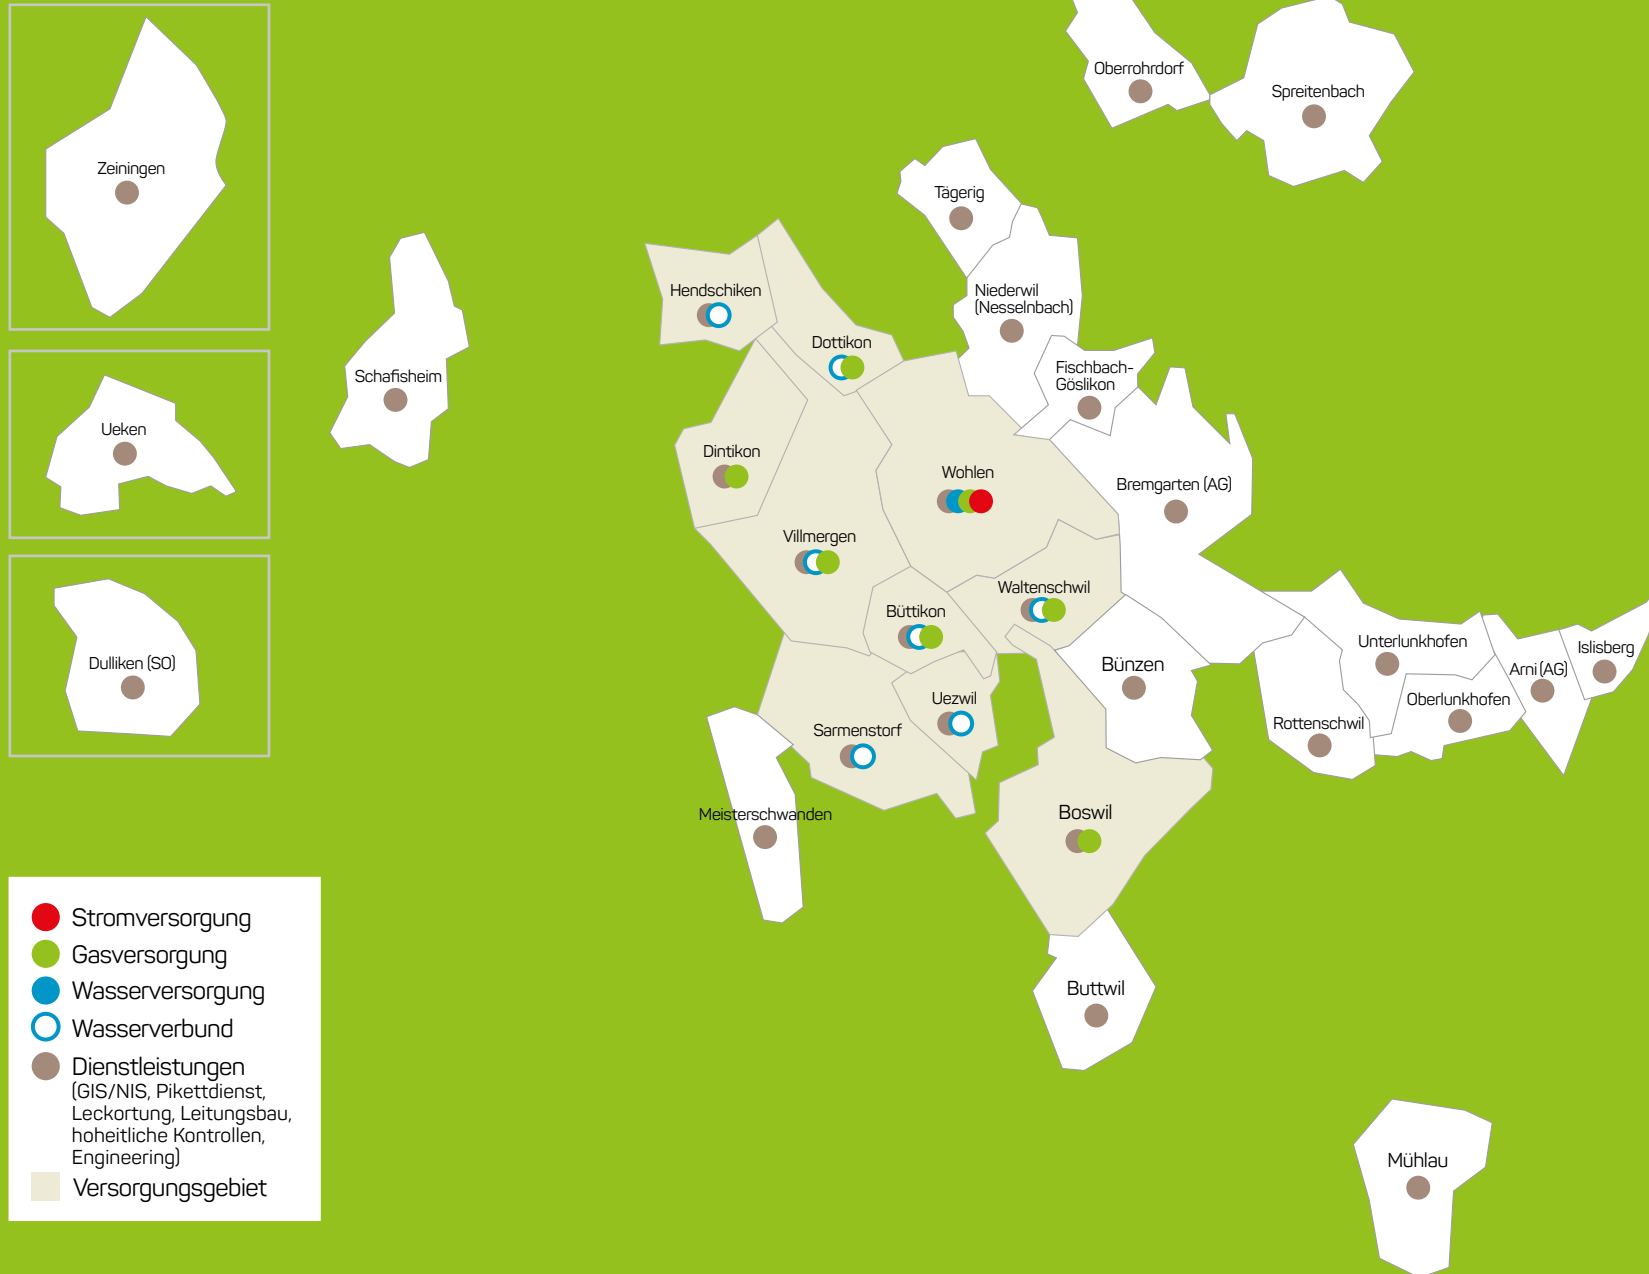 Oberrohrdorf
Spreitenbach
Zeiningen
Tägerig
Hendschiken
Niederwil
(Nesselnbach)
Dottikon
Fischbach-
Göslikon
Schafisheim
Ueken
Dintikon
Wohlen
Bremgarten (AG)
Villmergen
Waltenschwil
Büttikon
Dulliken (SO)
Bünzen
Unterlunkhofen
Islisberg
Arni (AG)
Uezwil
Oberlunkhofen
Rottenschwil
Sarmenstorf
Meisterschwanden
Boswil
Buttwil
Mühlau
Stromversorgung
Gasversorgung
Wasserversorgung
Wasserverbund
Dienstleistungen
(GIS/NIS, Pikettdienst,
Leckortung, Leitungsbau,
hoheitliche Kontrollen,
Engineering)
Versorgungsgebiet